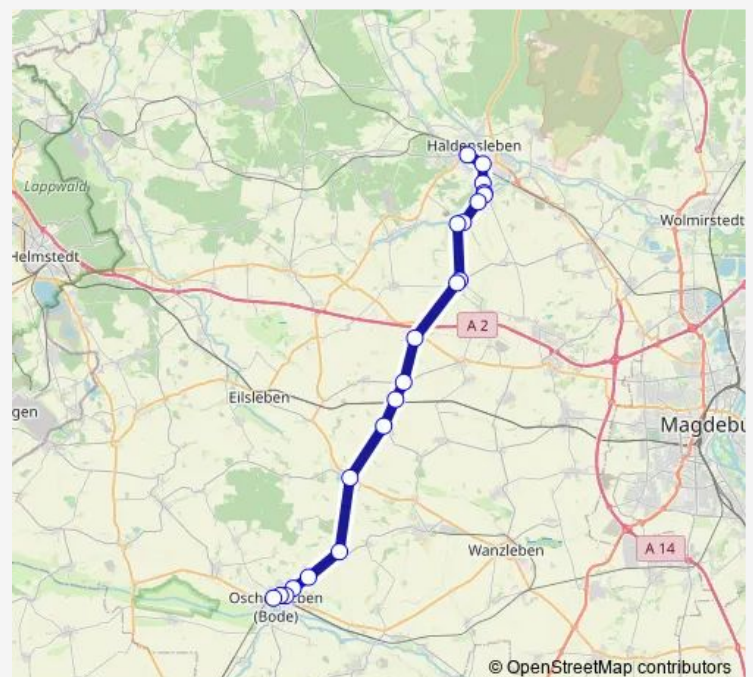 Haldensleben
Lappwald
Wolmirstedt
Helmstedt
A 2
Eilsleben
gen
Magdebu
Wanzleben
A 14
(Bode)
© OpenStreetMap contributors